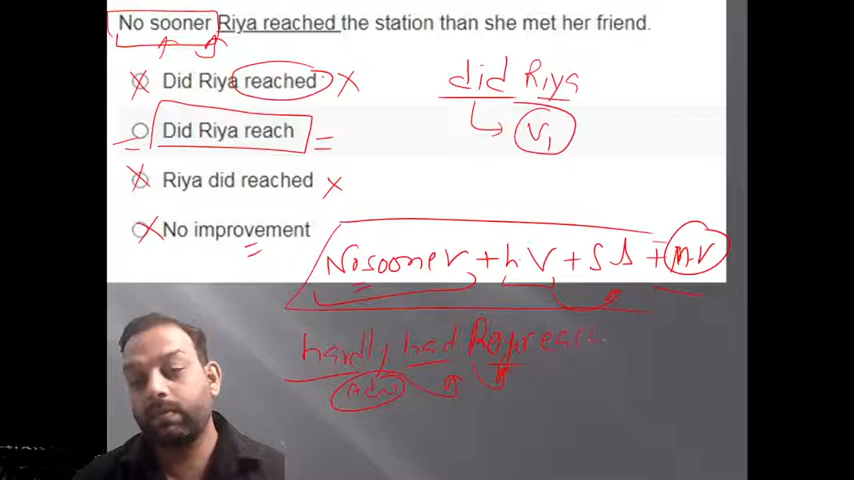 No sooner Riya reached the station than she met her friend.
Did Riya reached
did Riya
Did Riya reach
V1
Riya did reached
No improvement
No sooner + h V + S + M.V
hardly had Raj reach
Adv